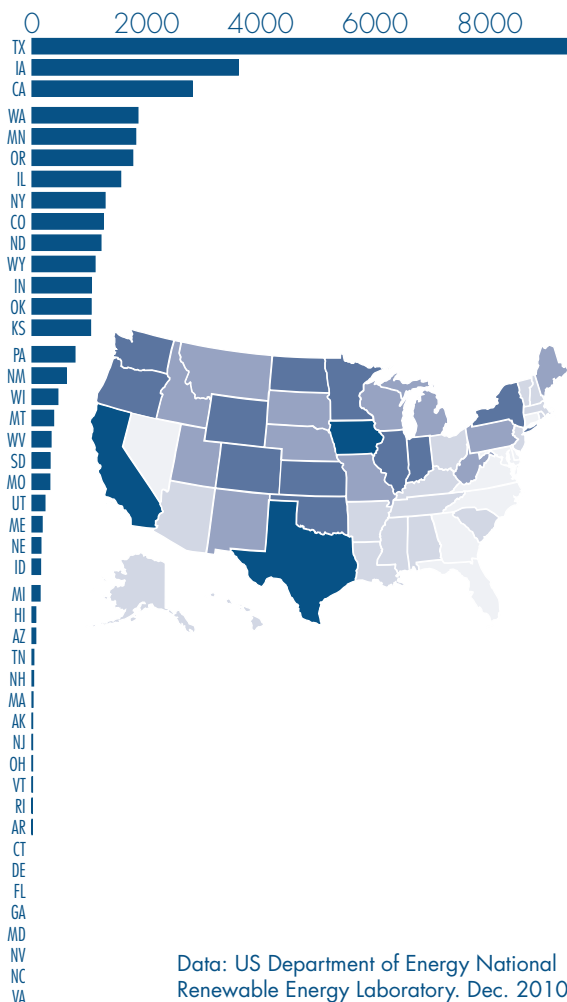 0 2000 4000 6000 8000
TX
IA
CA
WA
MN
OR
IL
NY
CO
ND
WY
IN
OK
KS
PA
NM
WI
MT
WV
SD
MO
UT
ME
NE
ID
MI
HI
AZ
TN
NH
MA
AK
NJ
OH
VT
RI
AR
CT
DE
FL
GA
MD
NV
NC
VA
Data: US Department of Energy National
Renewable Energy Laboratory. Dec. 2010